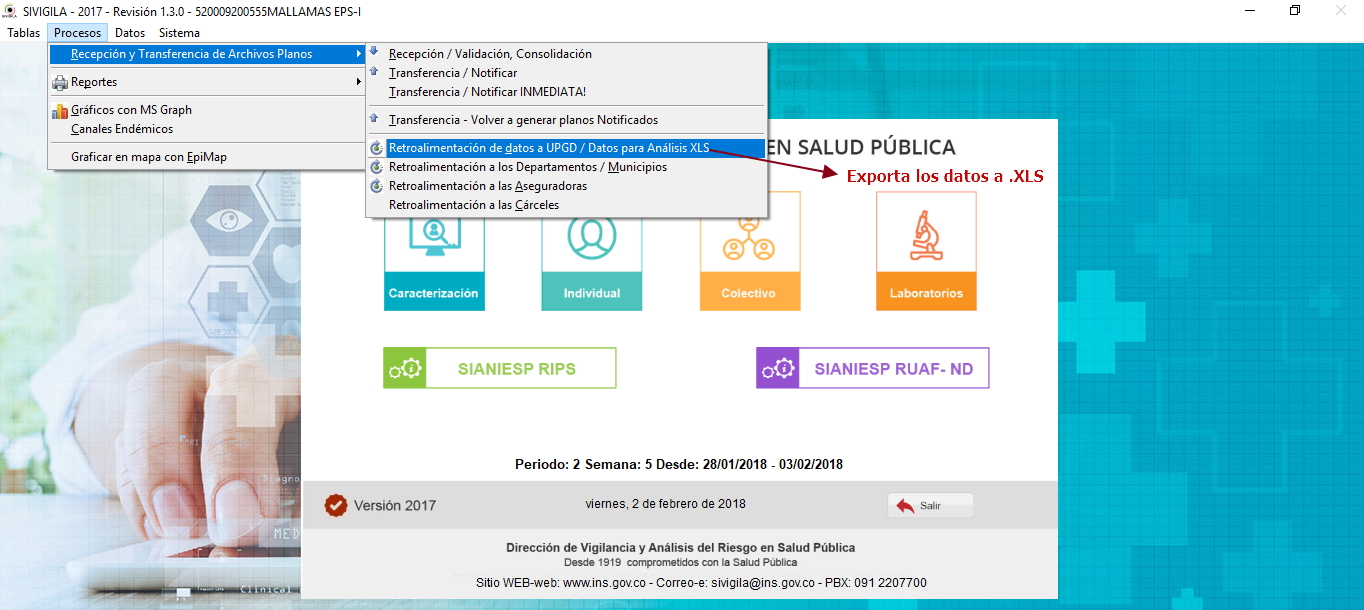 SIVIGILA - 2017 - Revisión 1.3.0 - 520009200555MALLAMAS EPS-I
Tablas Procesos Datos Sistema
Recepción y Transferencia de Archivos Planos
Reportes
Gráficos con MS Graph
Canales Endémicos
Graficar en mapa con EpiMap
Recepción / Validación, Consolidación
Transferencia / Notificar
Transferencia / Notificar INMEDIATA!
Transferencia - Volver a generar planos Notificados
Retroalimentación de datos a UPGD / Datos para Análisis XLS
Retroalimentación a los Departamentos / Municipios
Retroalimentación a las Aseguradoras
Retroalimentación a las Cárceles
EN SALUD PÚBLICA
Exporta los datos a .XLS
Caracterización
Individual
Colectivo
Laboratorios
SIANIESP RIPS
SIANIESP RUAF- ND
Periodo: 2 Semana: 5 Desde: 28/01/2018 - 03/02/2018
Versión 2017
viernes, 2 de febrero de 2018
Salir
Dirección de Vigilancia y Análisis del Riesgo en Salud Pública
Desde 1919 comprometidos con la Salud Pública
Sitio WEB-web: www.ins.gov.co - Correo-e: sivigila@ins.gov.co - PBX: 091 2207700
Diagno
MED
Clinical